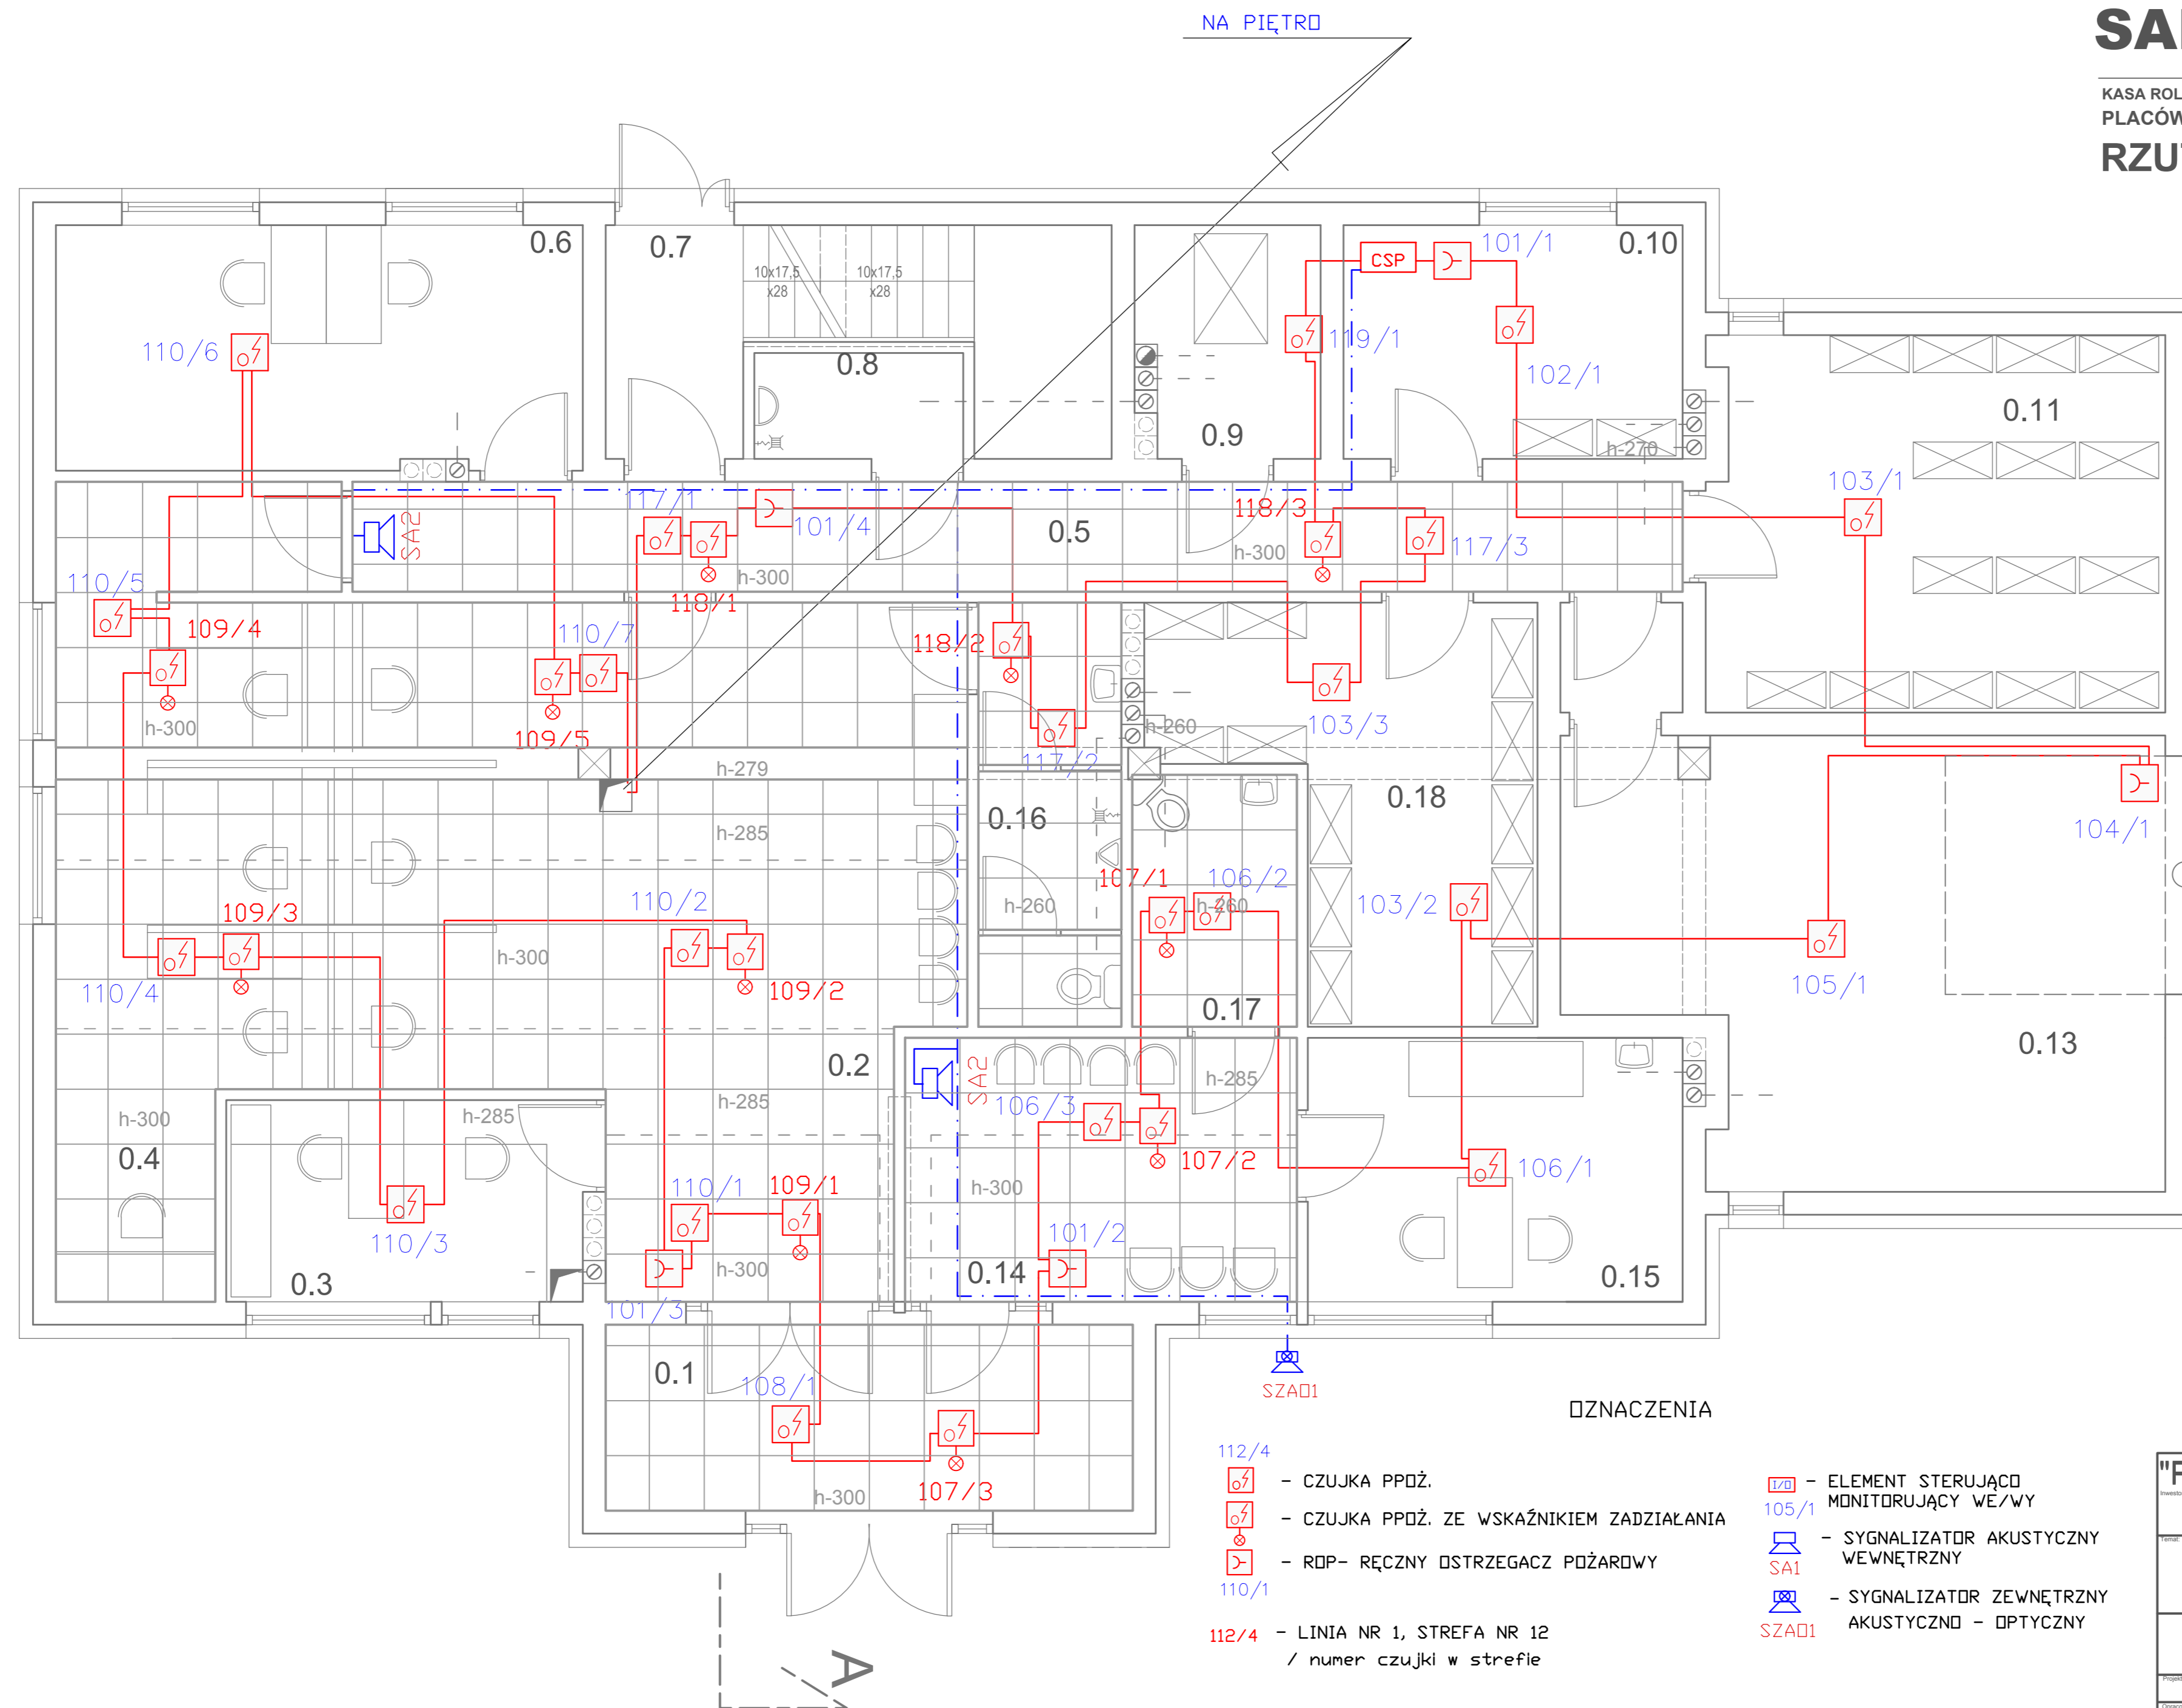 NA PIĘTRO
SA
KASA ROL
PLACÓW
RZU
0.6
0.7
10x17,5
x28
10x17,5
x28
0.8
110/6
CSP
101/1
0.10
119/1
102/1
0.9
h-270
0.11
103/1
117/1
101/4
118/3
0.5
h-300
117/3
SA2
h-300
118/1
110/5
109/4
110/7
118/2
h-300
109/5
117/2
h-260
103/3
h-279
h-285
0.16
0.18
104/1
107/1
106/2
103/2
h-260
h-260
110/2
109/3
h-300
110/4
109/2
105/1
0.17
0.2
0.13
SA2
h-285
106/3
h-285
h-300
h-285
0.4
107/2
106/1
h-300
110/1
109/1
110/3
101/2
0.3
h-300
0.14
0.15
101/3
0.1
108/1
SZAO1
107/3
h-300
OZNACZENIA
112/4
- CZUJKA PPOŻ.
- CZUJKA PPOŻ. ZE WSKAŹNIKIEM ZADZIAŁANIA
- ROP- RĘCZNY OSTRZEGACZ POŻAROWY
110/1
112/4 - LINIA NR 1, STREFA NR 12
/ numer czujki w strefie
I/O - ELEMENT STERUJĄCO
105/1 MONITORUJĄCY WE/WY
- SYGNALIZATOR AKUSTYCZNY
WEWNĘTRZNY
SA1
- SYGNALIZATOR ZEWNĘTRZNY
AKUSTYCZNO - OPTYCZNY
SZAO1
A
Inwesto
Temat: